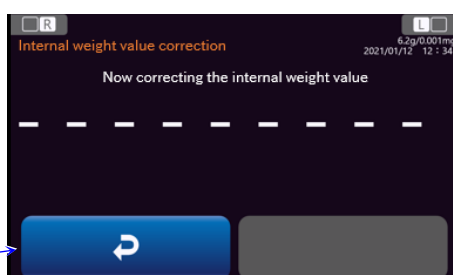 R L
Internal weight value correction
6.2g/0.001mg
2021/01/12 12:34
Now correcting the internal weight value
— — — — — — — — —